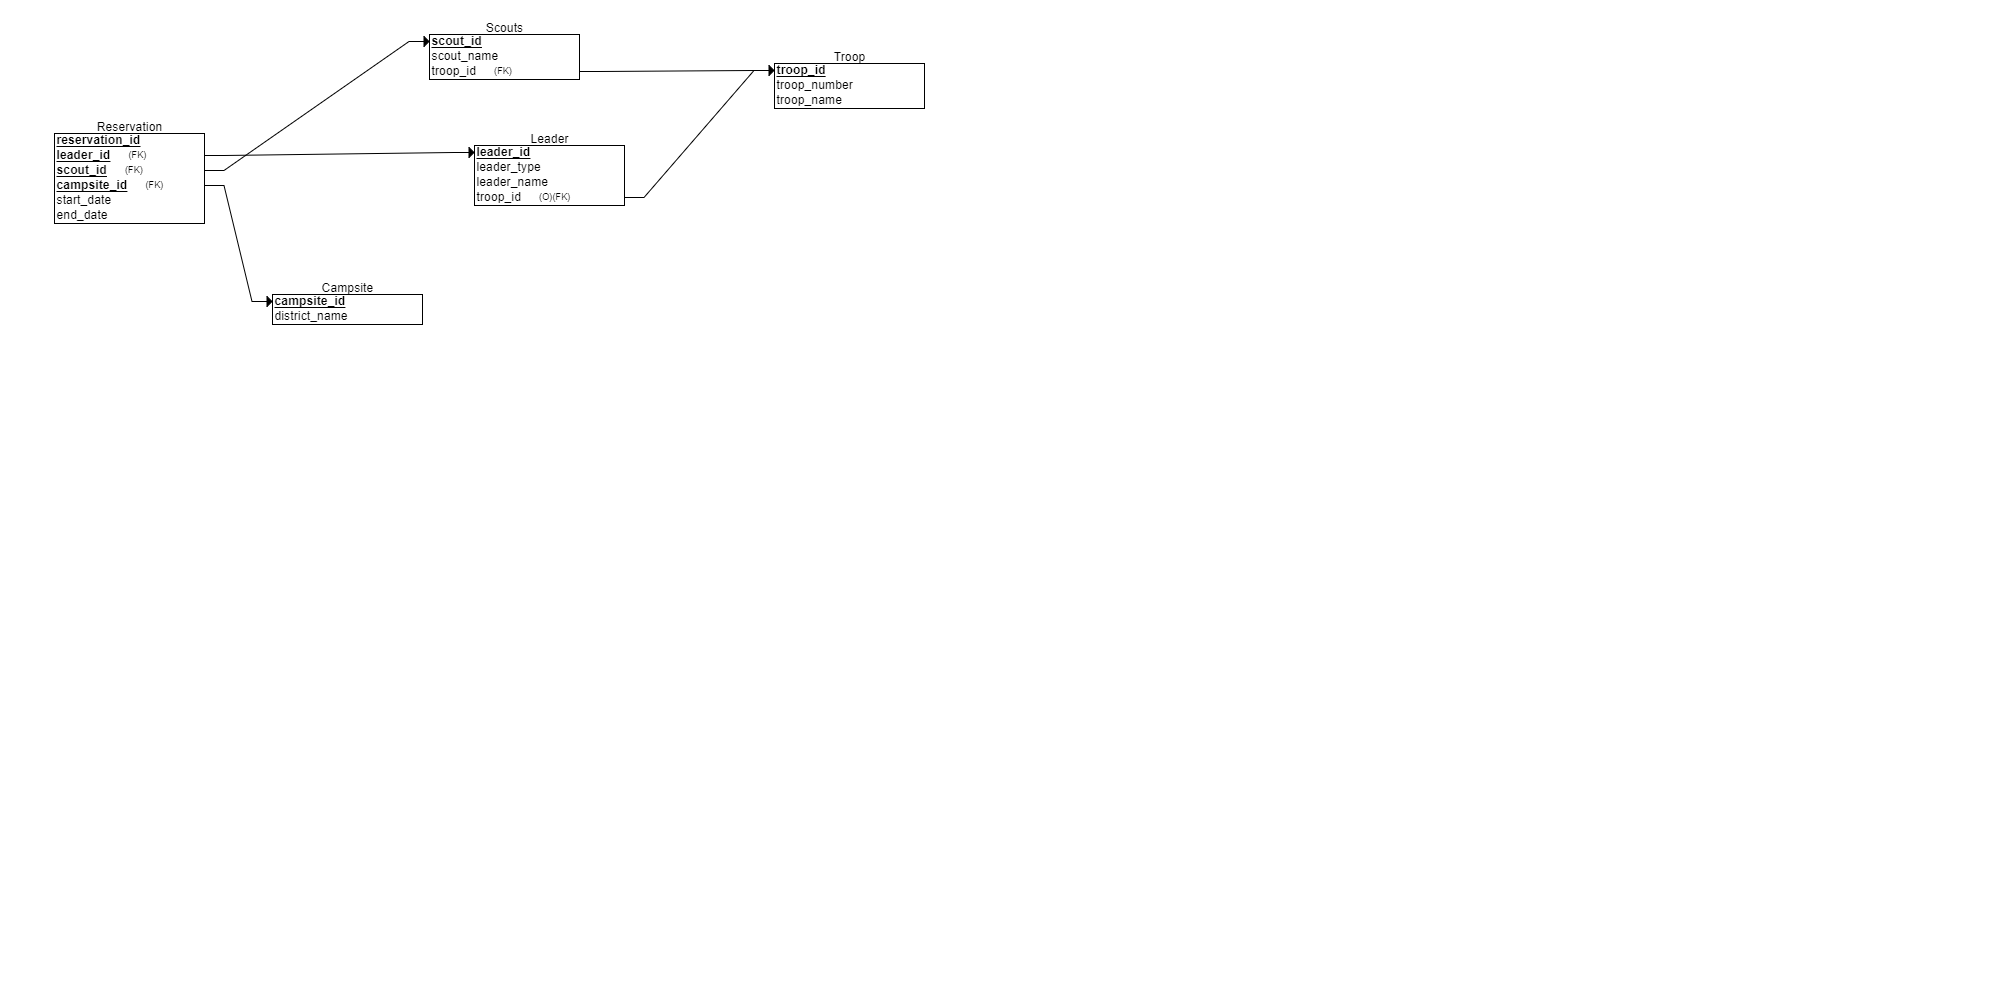 Scouts
scout_id
scout_name
troop_id (FK)
Troop
troop_id
troop_number
troop_name
Reservation
reservation_id
leader_id (FK)
scout_id (FK)
campsite_id (FK)
start_date
end_date
Leader
leader_id
leader_type
leader_name
troop_id (O)(FK)
Campsite
campsite_id
district_name